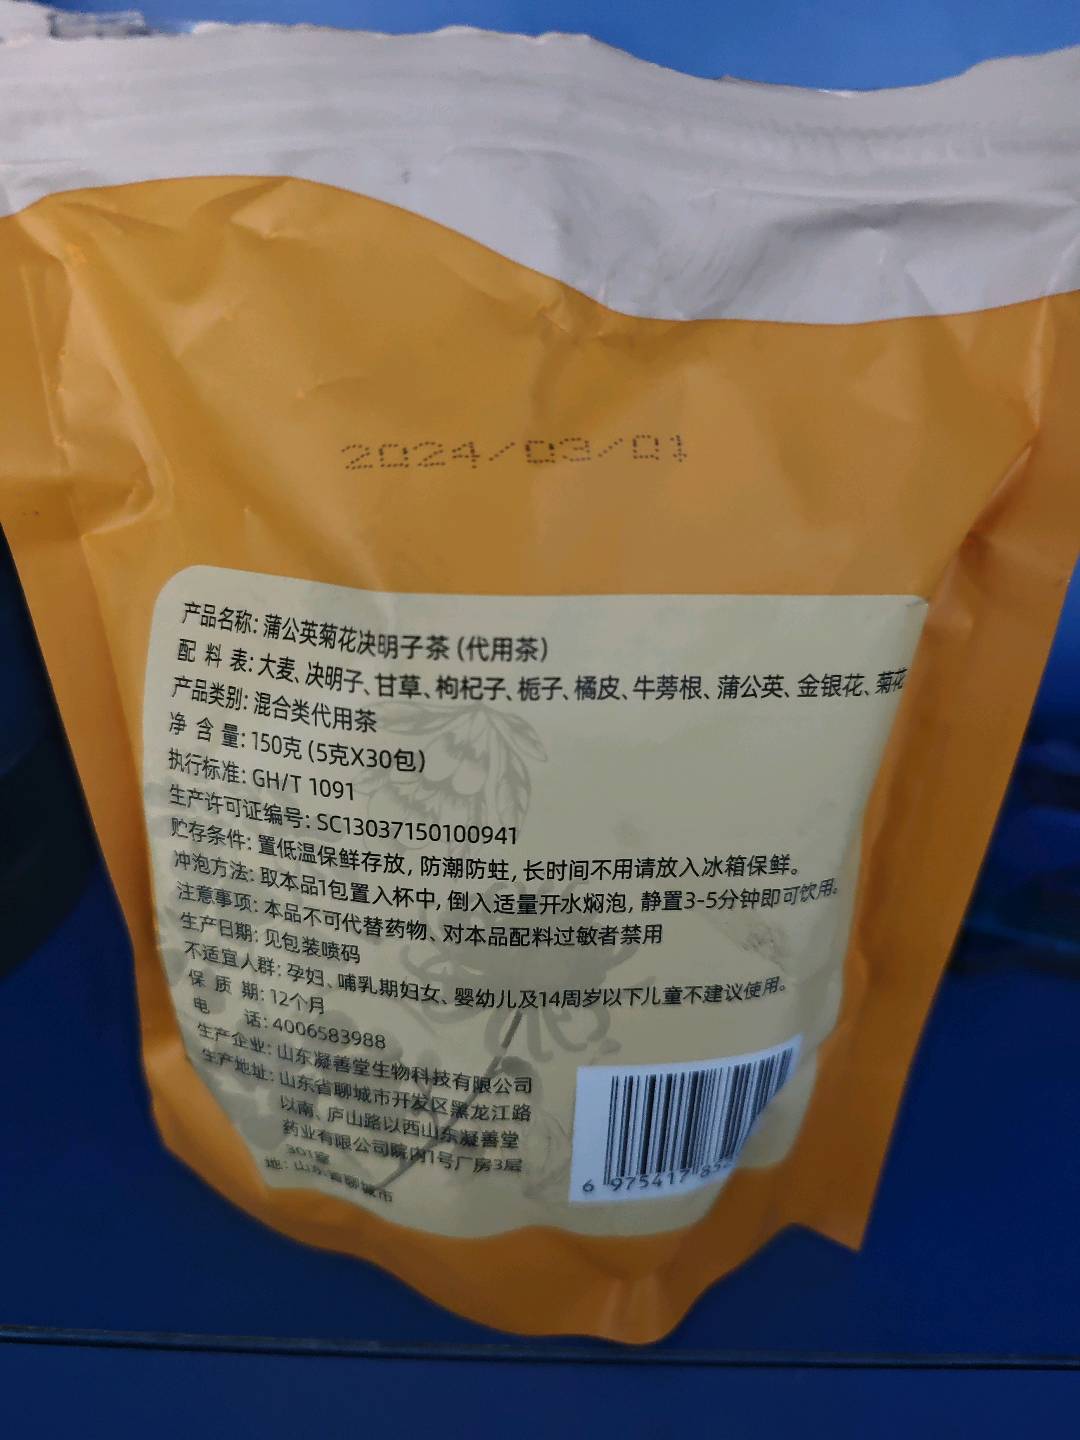 2024/03/01
产品名称: 蒲公英菊花决明子茶 (代用茶)
配 料 表: 大麦、决明子、甘草、枸杞子、栀子、橘皮、牛蒡根、蒲公英、金银花、菊花
产品类别: 混合类代用茶
净 含 量: 150克 (5克X30包)
执行标准: GH/T 1091
生产许可证编号: SC13037150100941
贮存条件: 置低温保鲜存放, 防潮防蛀, 长时间不用请放入冰箱保鲜。
冲泡方法: 取本品1包置入杯中, 倒入适量开水焖泡, 静置3-5分钟即可饮用。
注意事项: 本品不可代替药物、对本品配料过敏者禁用
生产日期: 见包装喷码
不适宜人群: 孕妇、哺乳期妇女、婴幼儿及14周岁以下儿童不建议使用。
保 质 期: 12个月
电 话: 4006583988
生产企业: 山东凝善堂生物科技有限公司
生产地址: 山东省聊城市开发区黑龙江路
以南、庐山路以西山东凝善堂
药业有限公司院内1号厂房3层
301室
地: 山东省聊城市
6 975417 85